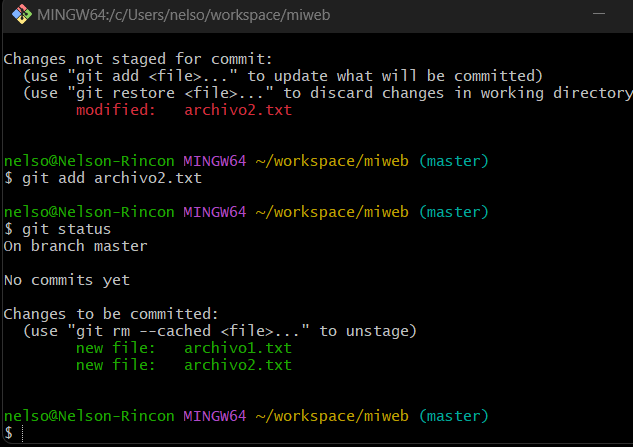 MINGW64:/c/Users/nelso/workspace/miweb
Changes not staged for commit:
  (use "git add <file>..." to update what will be committed)
  (use "git restore <file>..." to discard changes in working directory
        modified:   archivo2.txt
nelso@Nelson-Rincon MINGW64 ~/workspace/miweb (master)
$ git add archivo2.txt
nelso@Nelson-Rincon MINGW64 ~/workspace/miweb (master)
$ git status
On branch master
No commits yet
Changes to be committed:
  (use "git rm --cached <file>..." to unstage)
        new file:   archivo1.txt
        new file:   archivo2.txt
nelso@Nelson-Rincon MINGW64 ~/workspace/miweb (master)
$